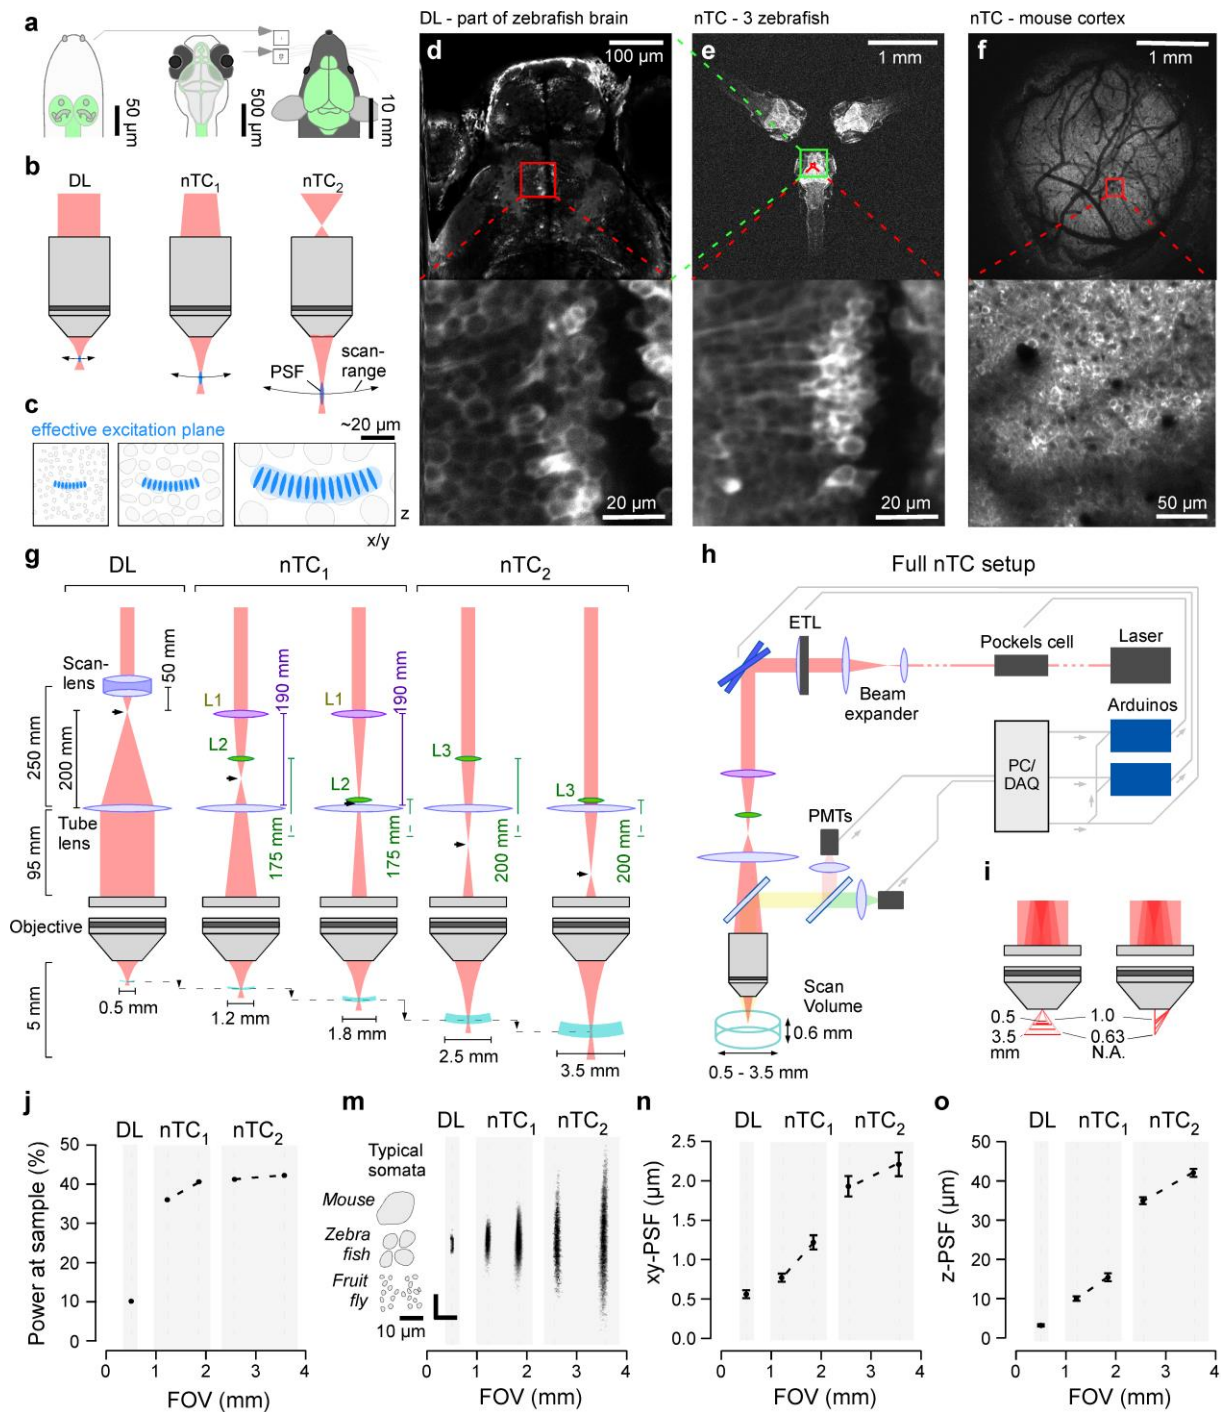 a
50 µm
500 µm
10 mm
b
DL
nTC1
nTC2
PSF
scan-
range
c
~20 µm
effective excitation plane
z
x/y
DL - part of zebrafish brain
d
100 µm
20 µm
nTC - 3 zebrafish
e
1 mm
20 µm
nTC - mouse cortex
f
1 mm
50 µm
g
DL
nTC1
nTC2
Scan-
lens
50 mm
250 mm
200 mm
Tube
lens
95 mm
L1
L2
190 mm
175 mm
L1
L2
190 mm
175 mm
L3
200 mm
L3
200 mm
Objective
5 mm
0.5 mm
1.2 mm
1.8 mm
2.5 mm
3.5 mm
h
Full nTC setup
ETL
Pockels cell
Laser
Beam
expander
Arduinos
PC/
DAQ
PMTs
Scan
Volume
0.6 mm
0.5 - 3.5 mm
i
0.5
3.5
mm
1.0
0.63
N.A.
j
DL
nTC1
nTC2
Power at sample (%)
50
40
30
20
10
0
0 1 2 3 4
FOV (mm)
m
DL
nTC1
nTC2
Typical
somata
Mouse
Zebra
fish
Fruit
fly
10 µm
0 1 2 3 4
FOV (mm)
n
DL
nTC1
nTC2
xy-PSF (µm)
2.5
2.0
1.5
1.0
0.5
0.0
0 1 2 3 4
FOV (mm)
o
DL
nTC1
nTC2
z-PSF (µm)
50
40
30
20
10
0
0 1 2 3 4
FOV (mm)